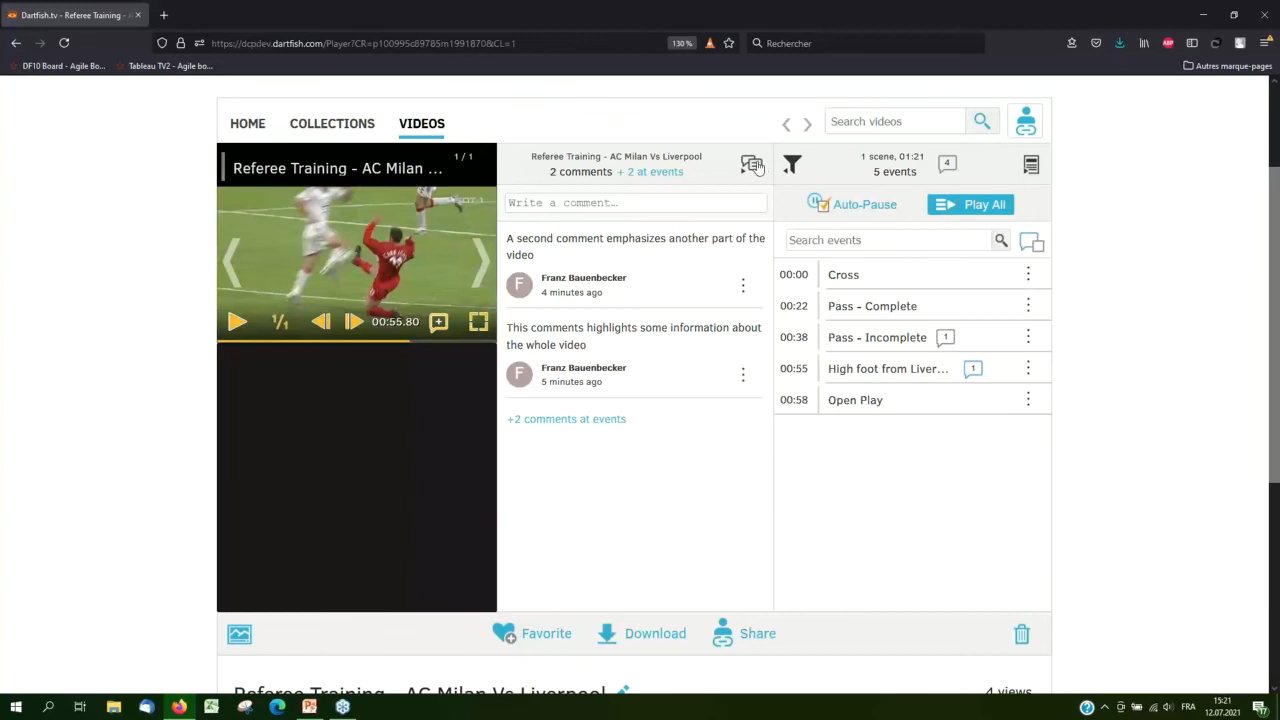 Dartfish.tv - Referee Training - A
https://dcpdev.dartfish.com/Player?CR=p100995c89785m1991870&CL=1
130 %
Rechercher
DF10 Board - Agile Bo...
Tableau TV2 - Agile bo...
Autres marque-pages
HOME
COLLECTIONS
VIDEOS
Search videos
Referee Training - AC Milan ...
1 / 1
Referee Training - AC Milan Vs Liverpool
2 comments + 2 at events
1 scene, 01:21
5 events
4
Write a comment...
Auto-Pause
Play All
A second comment emphasizes another part of the
video
Search events
Franz Bauenbecker
F
4 minutes ago
00:00
Cross
00:22
Pass - Complete
1/1
00:55.80
This comments highlights some information about
the whole video
00:38
Pass - Incomplete
1
Franz Bauenbecker
F
5 minutes ago
00:55
High foot from Liver...
1
00:58
Open Play
+2 comments at events
Favorite
Download
Share
Referee Training - AC Milan Vs Liverpool
4 views
FRA
15:21
12.07.2021
17